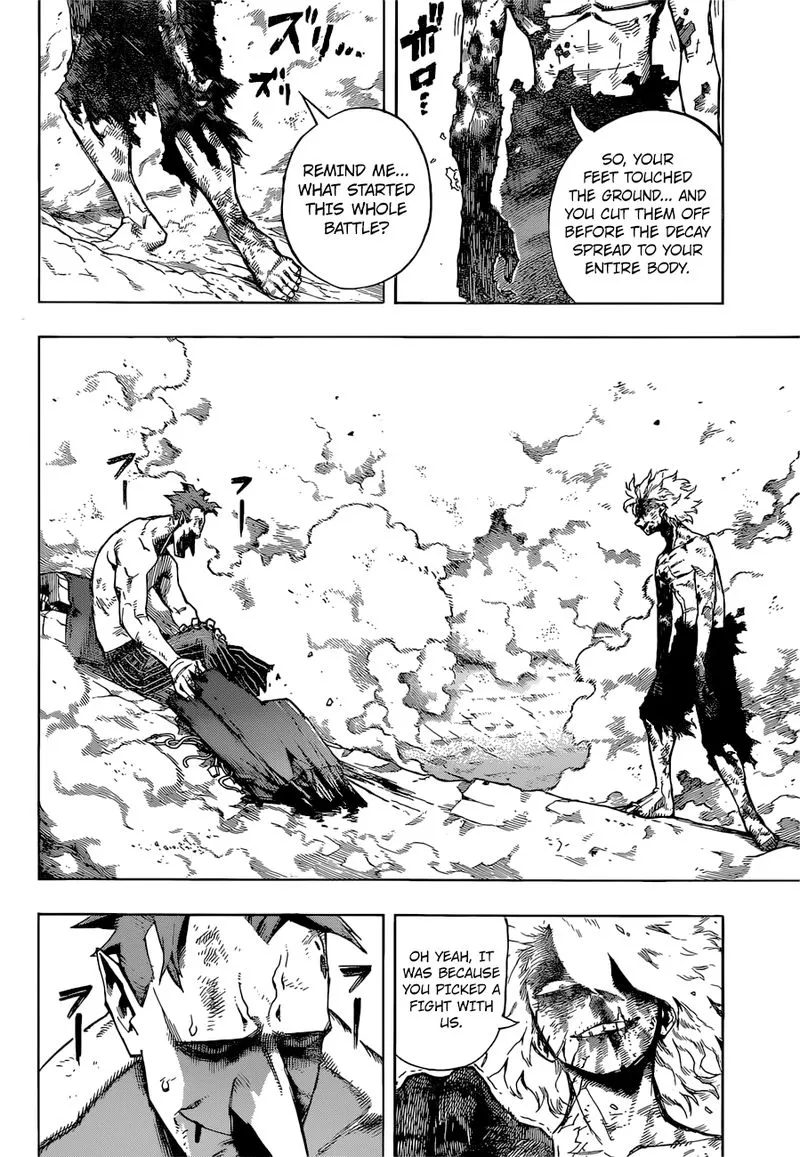 ボロ…
SO, YOUR
FEET TOUCHED
THE GROUND... AND
YOU CUT THEM OFF
BEFORE THE DECAY
SPREAD TO YOUR
ENTIRE BODY.
ズリ…
ズリ…
REMIND ME...
WHAT STARTED
THIS WHOLE
BATTLE?
フー
フー
OH YEAH, IT
WAS BECAUSE
YOU PICKED A
FIGHT WITH
US.
フー
フー